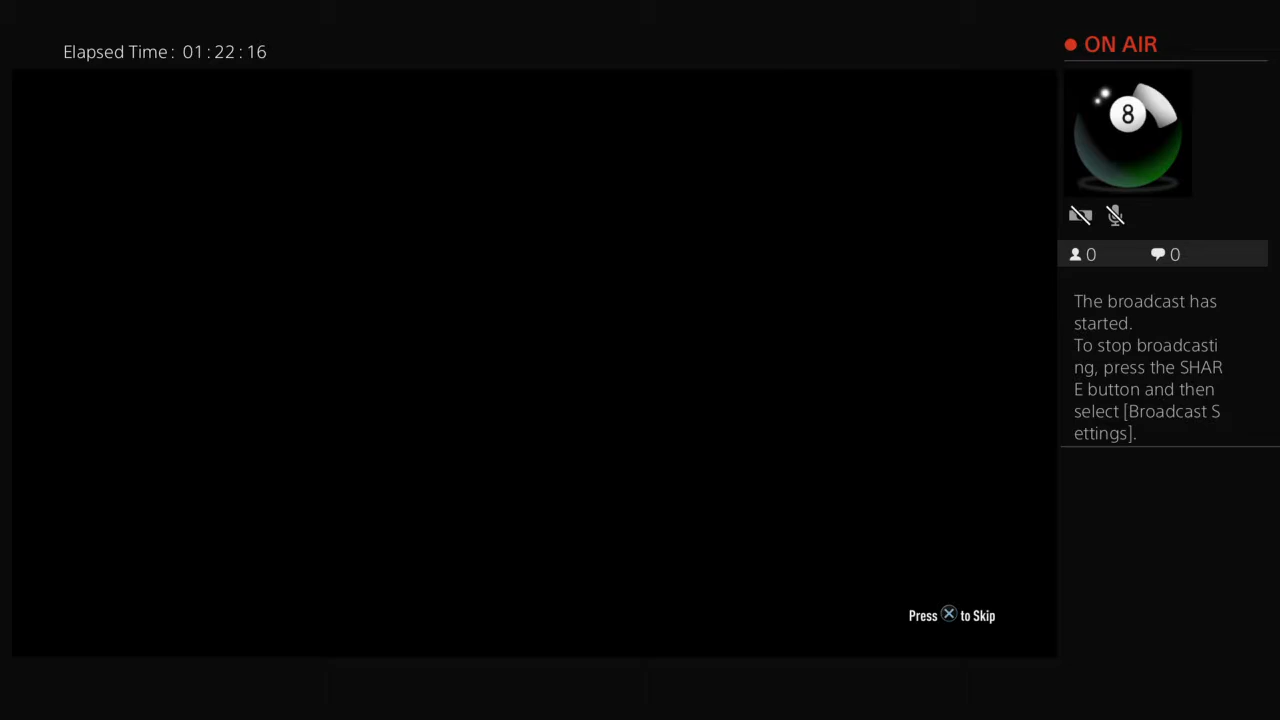 Elapsed Time: 01:22:16
ON AIR
8
0 0
The broadcast has
started.
To stop broadcasti
ng, press the SHAR
E button and then
select [Broadcast S
ettings].
Press to Skip